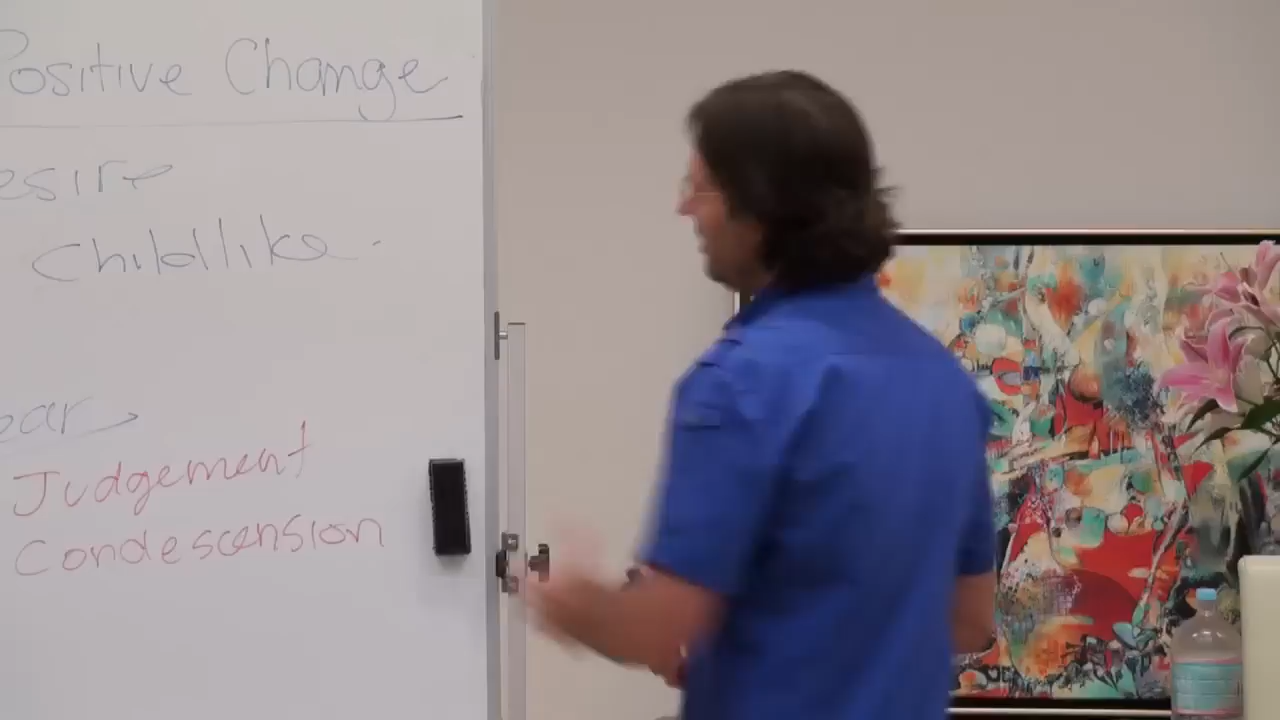 Positive Change
esire
Childlike
ear
Judgement
Condescension